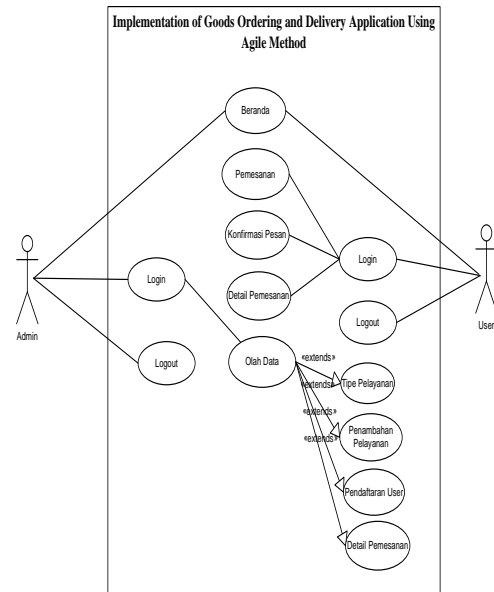 Implementation of Goods Ordering and Delivery Application Using
Agile Method
Beranda
Pemesanan
Konfirmasi Pesan
Login
Login
Detail Pemesanan
Admin
User
Logout
Logout
Olah Data
«extends»
Tipe Pelayanan
«extends»
«extends»
Penambahan
Pelayanan
«extends»
Pendaftaran User
Detail Pemesanan